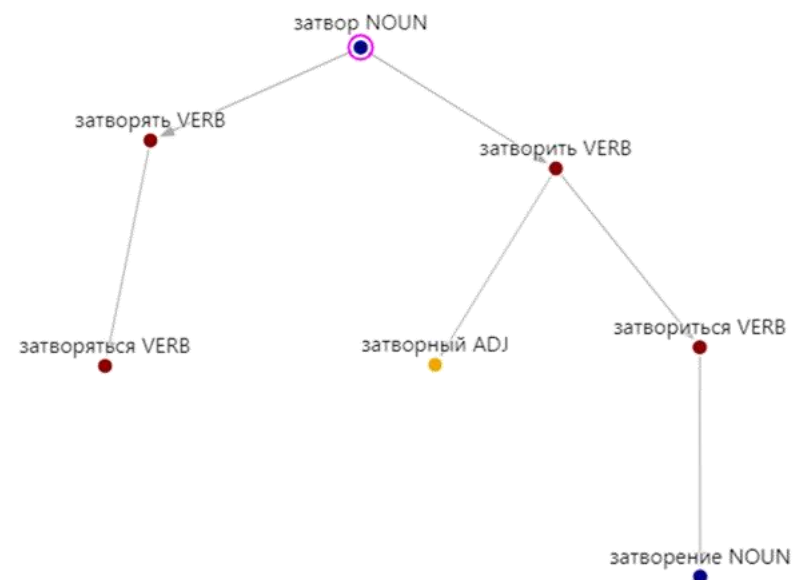 затвор NOUN
затворять VERB
затворить VERB
затвориться VERB
затворяться VERB
затворный ADJ
затворение NOUN